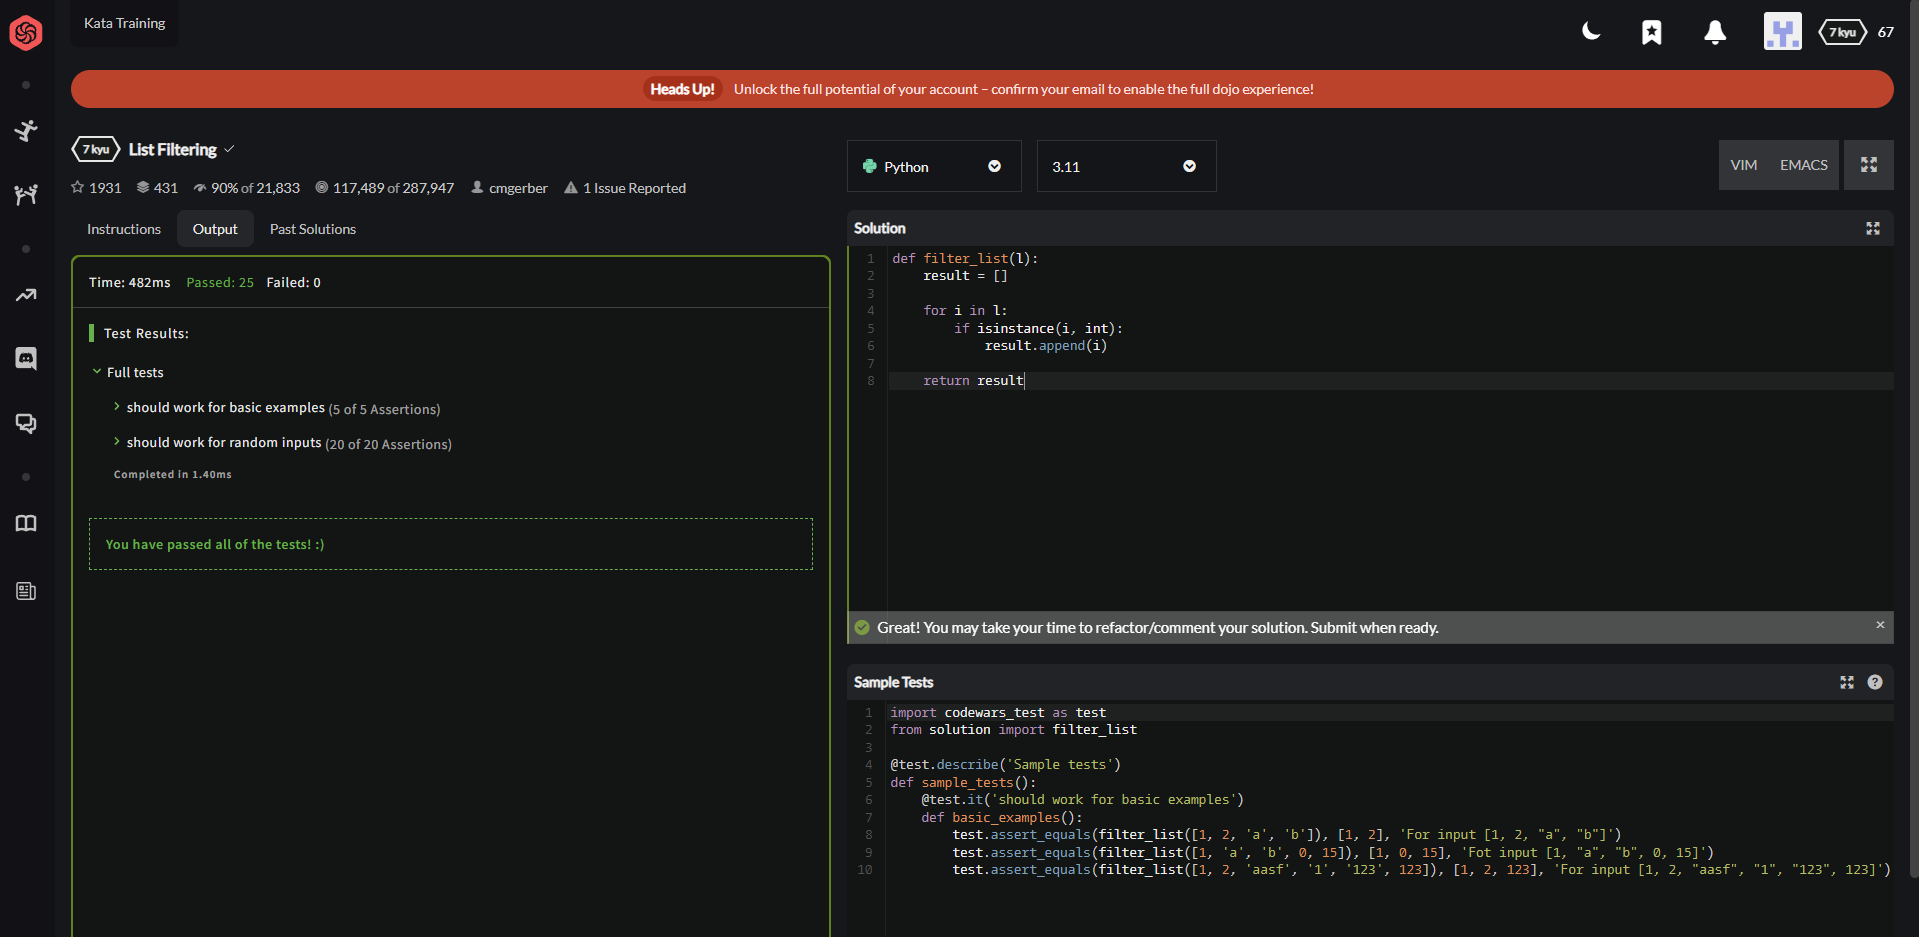 Kata Training
7 kyu 67
Heads Up! Unlock the full potential of your account – confirm your email to enable the full dojo experience!
7 kyu List Filtering
1931 431 90% of 21,833 117,489 of 287,947 cmgerber 1 Issue Reported
Instructions Output Past Solutions
Time: 482ms Passed: 25 Failed: 0
Test Results:
Full tests
should work for basic examples (5 of 5 Assertions)
should work for random inputs (20 of 20 Assertions)
Completed in 1.40ms
You have passed all of the tests! :)
Python 3.11 VIM EMACS
Solution
1 def filter_list(l):
2     result = []
3
4     for i in l:
5         if isinstance(i, int):
6             result.append(i)
7
8     return result
Great! You may take your time to refactor/comment your solution. Submit when ready. ×
Sample Tests ?
1 import codewars_test as test
2 from solution import filter_list
3
4 @test.describe('Sample tests')
5 def sample_tests():
6     @test.it('should work for basic examples')
7     def basic_examples():
8         test.assert_equals(filter_list([1, 2, 'a', 'b']), [1, 2], 'For input [1, 2, "a", "b"]')
9         test.assert_equals(filter_list([1, 'a', 'b', 0, 15]), [1, 0, 15], 'Fot input [1, "a", "b", 0, 15]')
10         test.assert_equals(filter_list([1, 2, 'aasf', '1', '123', 123]), [1, 2, 123], 'For input [1, 2, "aasf", "1", "123", 123]')